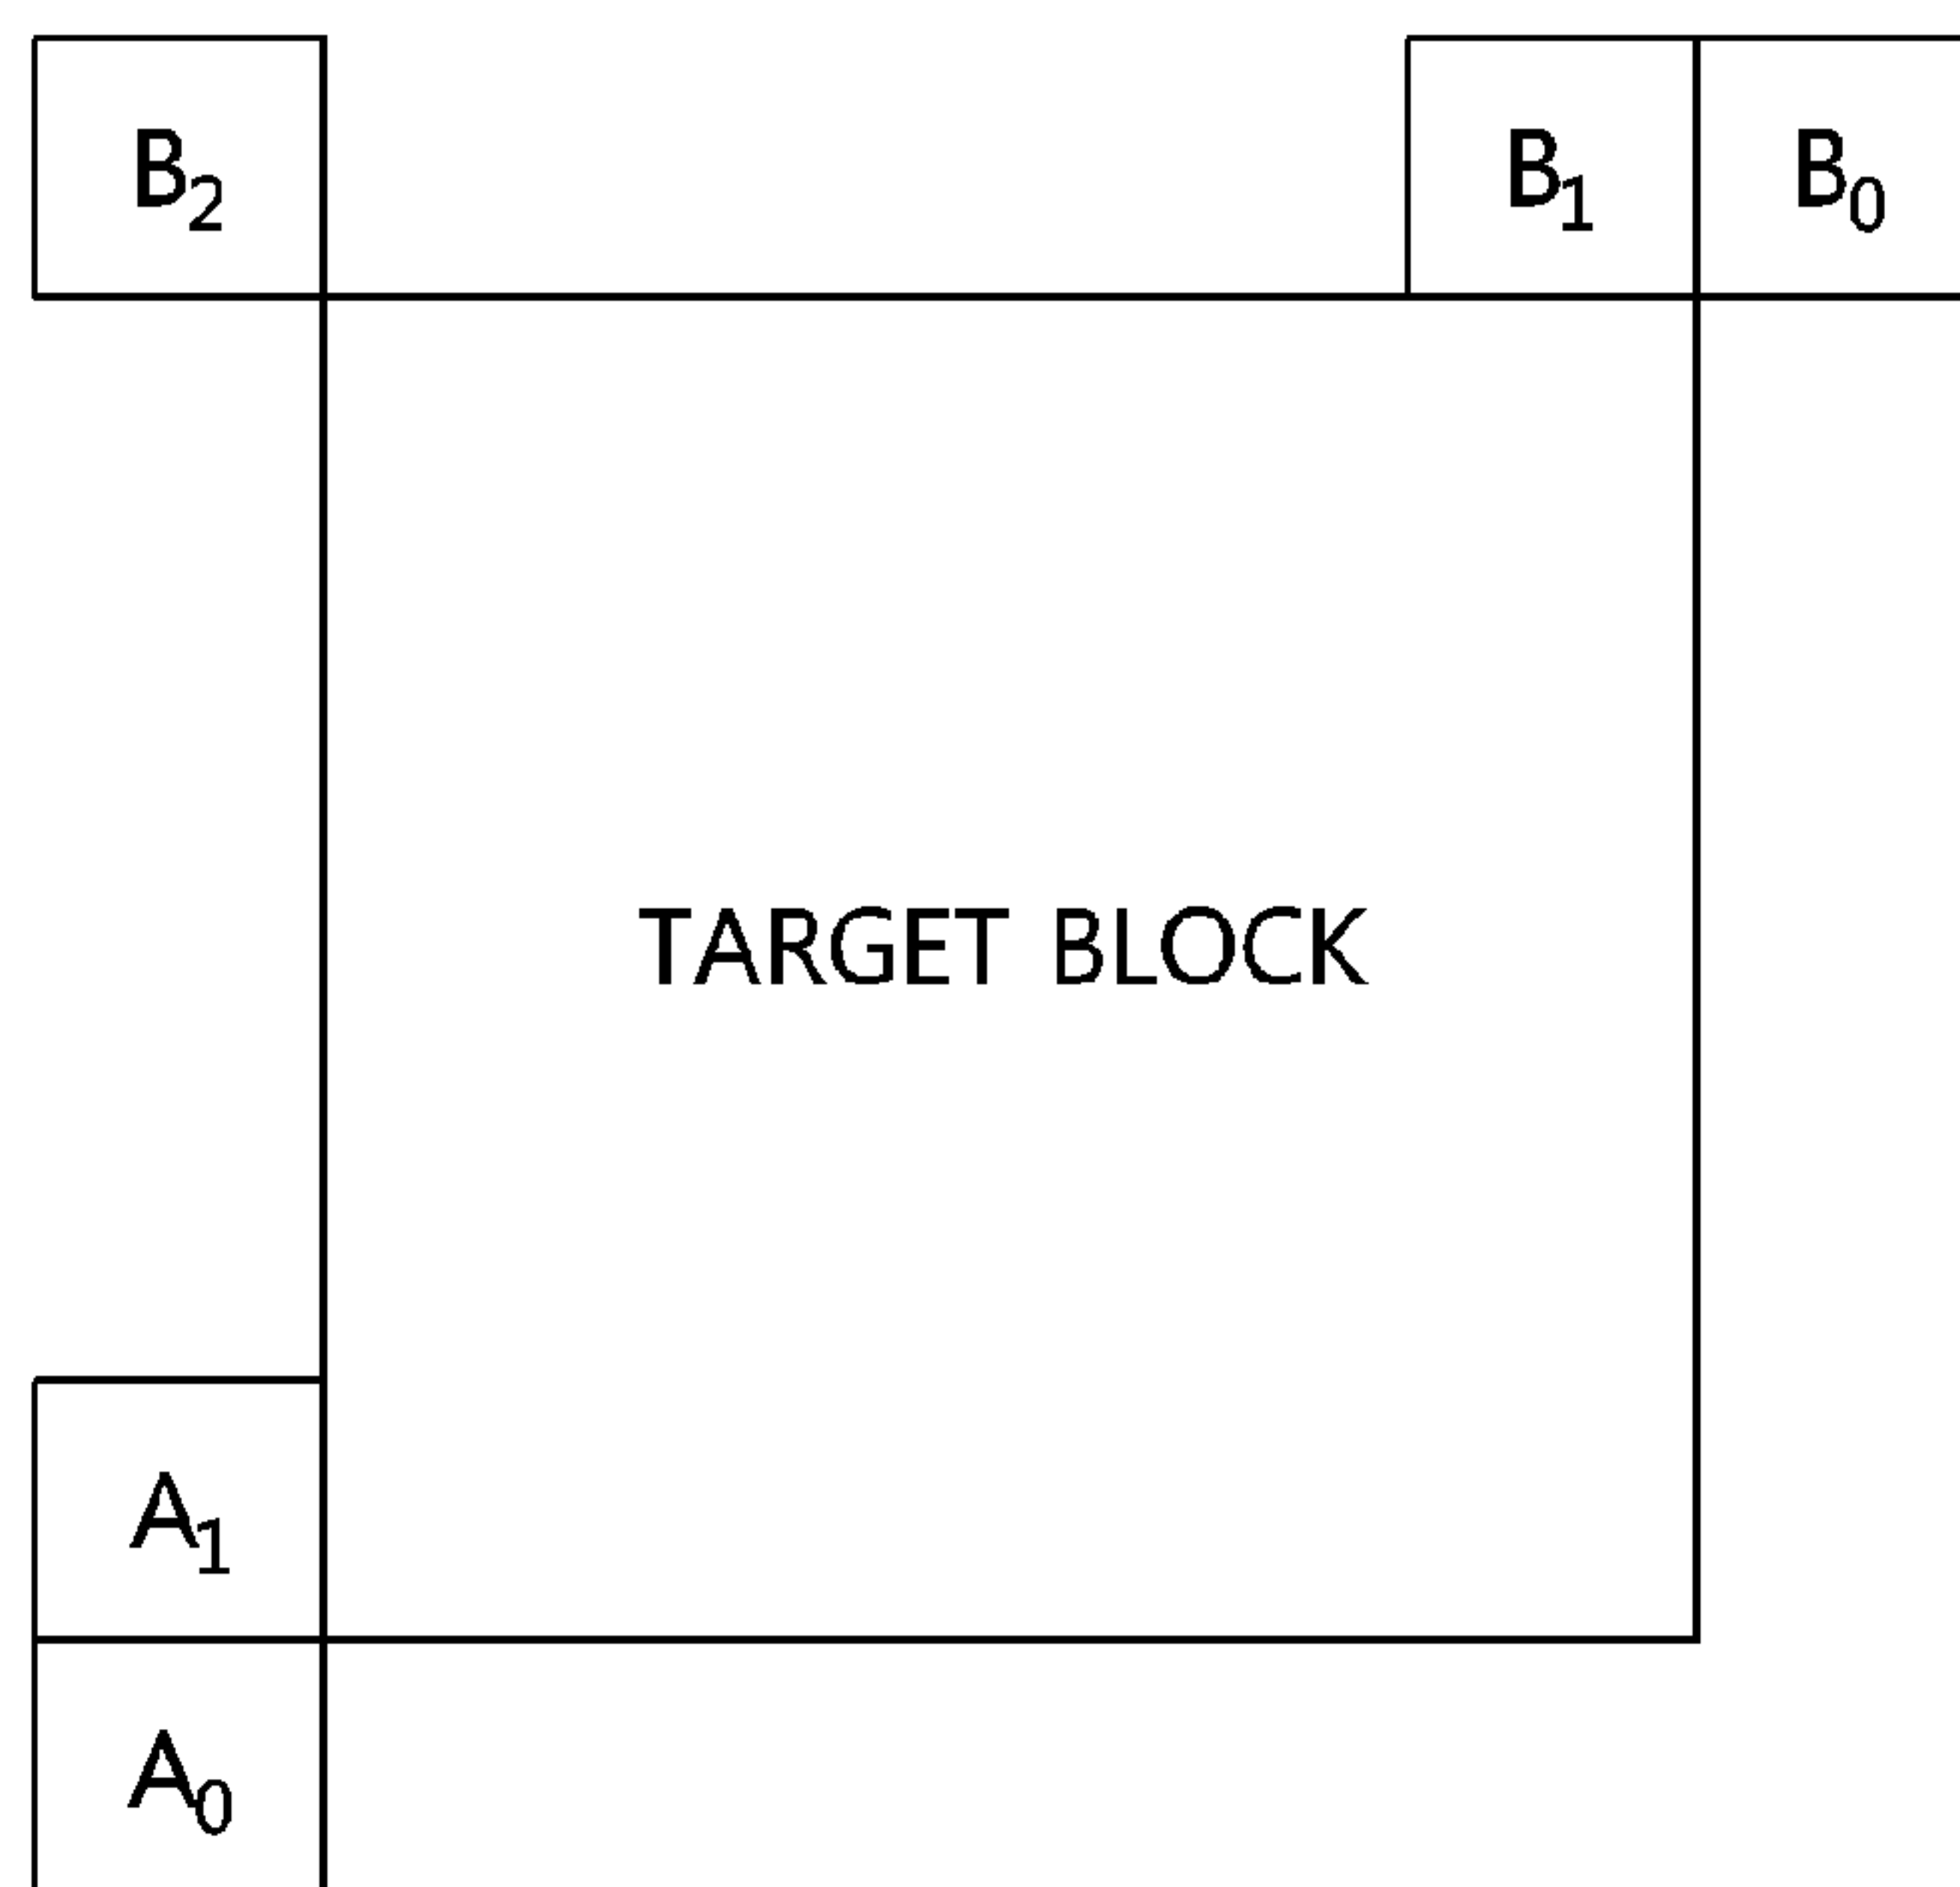 B₂ B₁ B₀
TARGET BLOCK
A₁
A₀